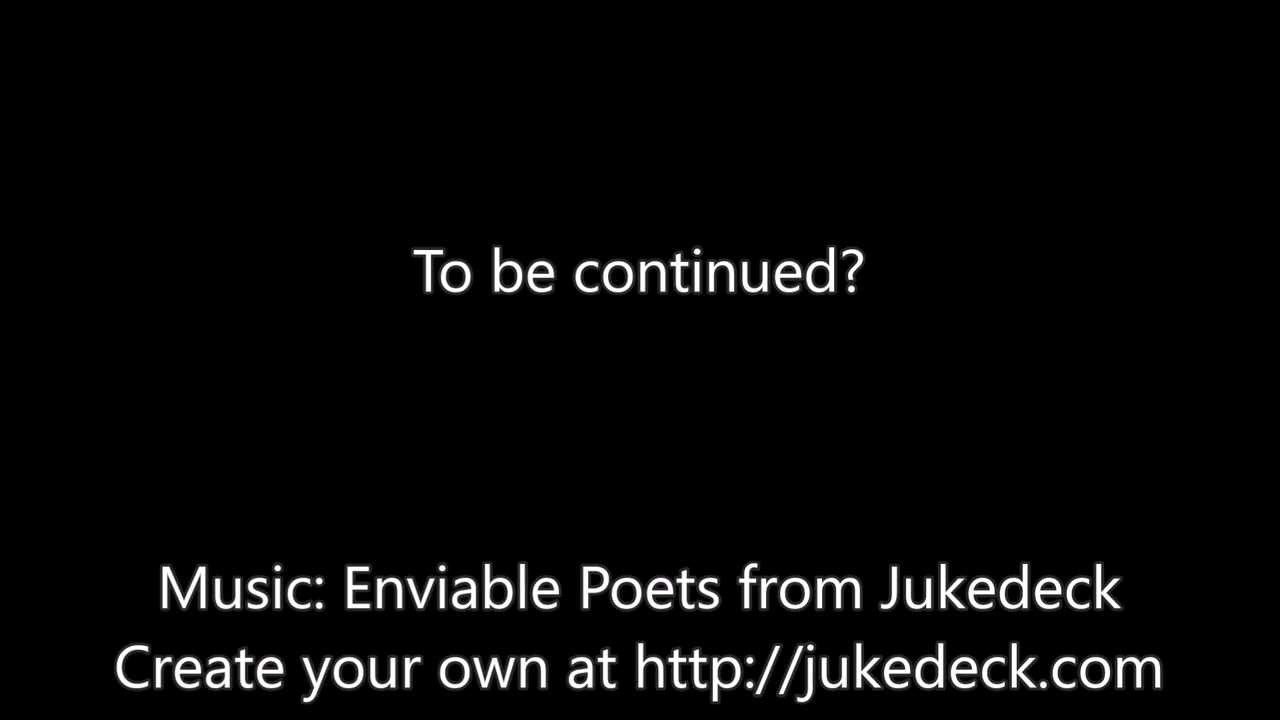 To be continued?
Music: Enviable Poets from Jukedeck
Create your own at http://jukedeck.com